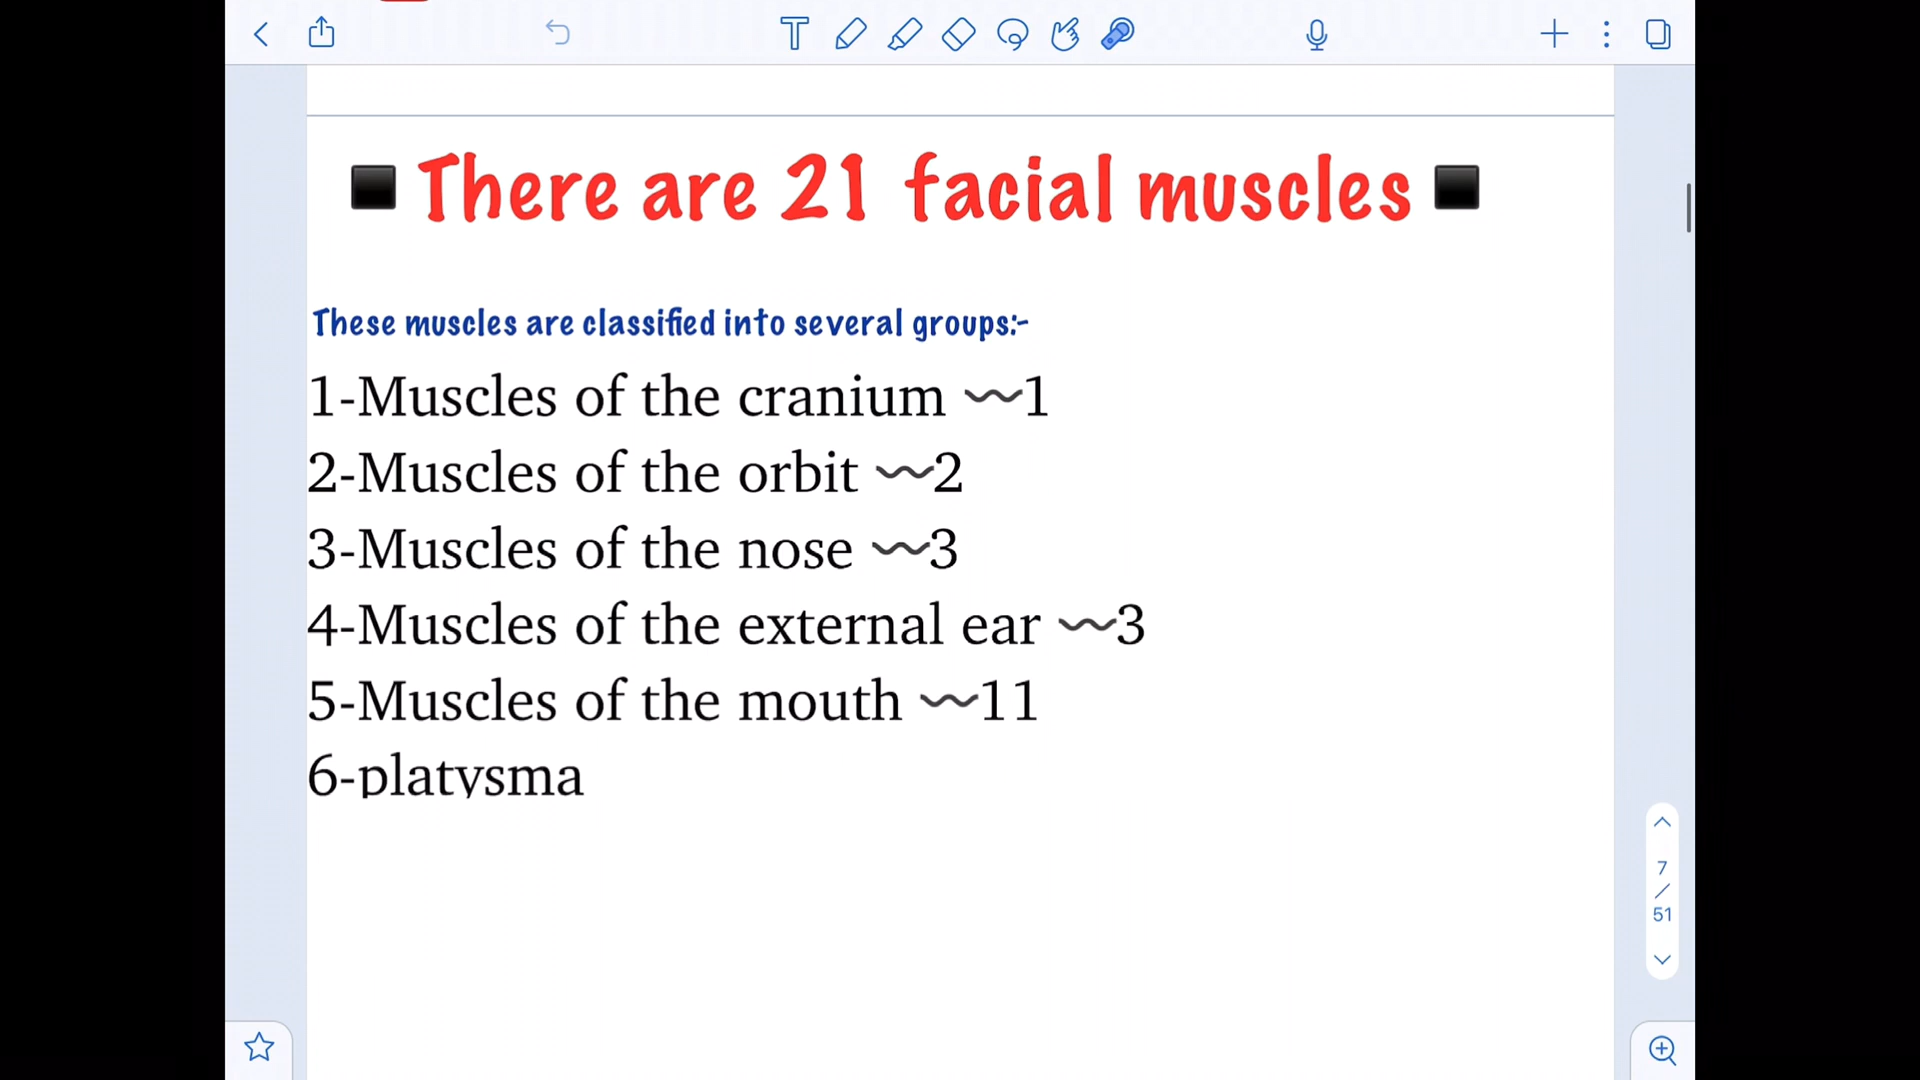 There are 21 facial muscles
These muscles are classified into several groups:-
1-Muscles of the cranium 〰1
2-Muscles of the orbit 〰2
3-Muscles of the nose 〰3
4-Muscles of the external ear 〰3
5-Muscles of the mouth 〰11
6-platysma
7
/
51